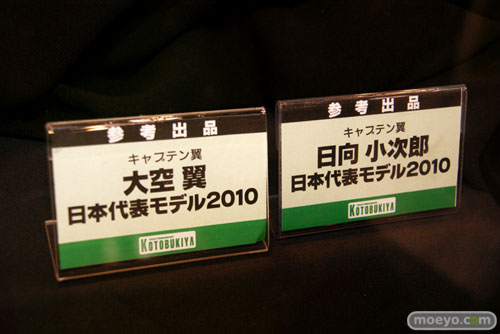 参考出品
キャプテン翼
大空 翼
日本代表モデル2010
KOTOBUKIYA
参考出品
キャプテン翼
日向 小次郎
日本代表モデル2010
KOTOBUKIYA
moeyo.com